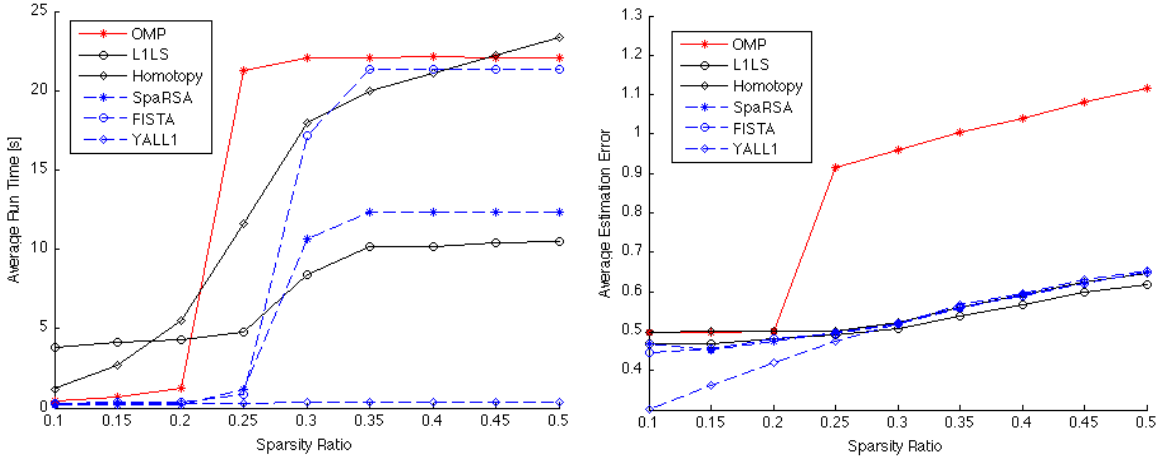 25
20
15
10
5
0
Average Run Time [s]
OMP
L1LS
Homotopy
SpaRSA
FISTA
YALL1
0.1
0.15
0.2
0.25
0.3
0.35
0.4
0.45
0.5
Sparsity Ratio
1.3
1.2
1.1
1
0.9
0.8
0.7
0.6
0.5
0.4
Average Estimation Error
OMP
L1LS
Homotopy
SpaRSA
FISTA
YALL1
0.1
0.15
0.2
0.25
0.3
0.35
0.4
0.45
0.5
Sparsity Ratio